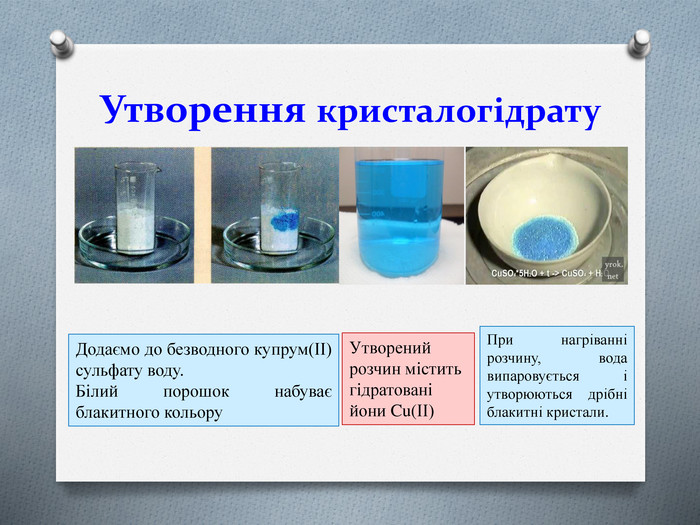 Утворення кристалогідрату
CuSO₄*5H₂O + t -> CuSO₄ + H
yrok.
net
Додаємо до безводного купрум(II)
сульфату воду.
Білий порошок набуває
блакитного кольору
Утворений
розчин містить
гідратовані
йони Cu(II)
При нагріванні
розчину, вода
випаровується і
утворюються дрібні
блакитні кристали.